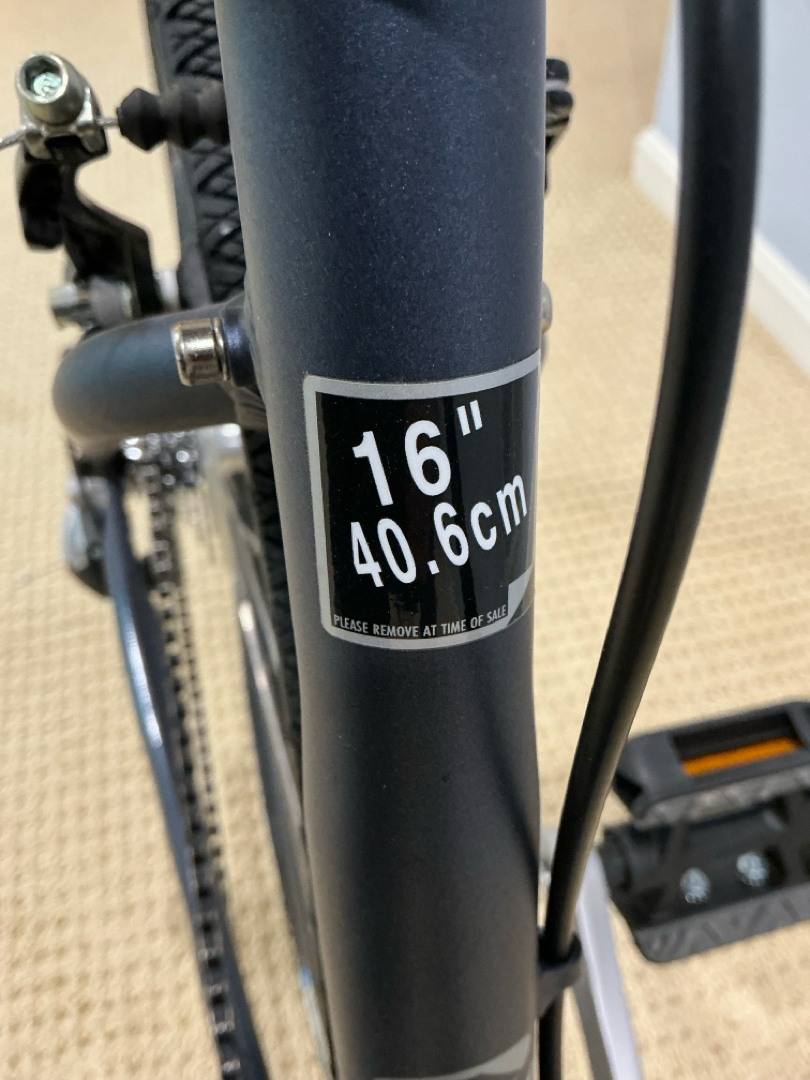 16"
40.6cm
PLEASE REMOVE AT TIME OF SALE